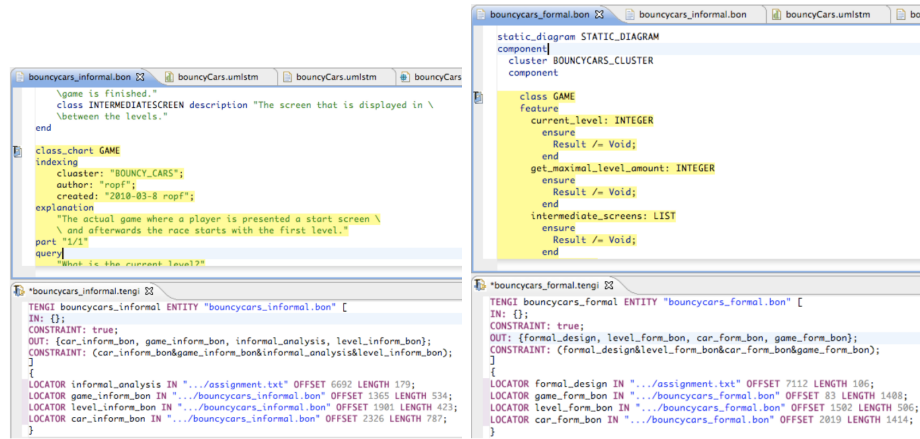 bouncycars_informal.bon
bouncyCars.umlstm
bouncyCars.umlstm
bouncyCars
\game is finished."
class INTERMEDIATESCREEN description "The screen that is displayed in \
\between the levels."
end
class_chart GAME
indexing
cluaster: "BOUNCY_CARS";
author: "ropf";
created: "2010-03-8 ropf";
explanation
"The actual game where a player is presented a start screen \
\ and afterwards the race starts with the first level."
part "1/1"
query
"What is the current level?"
*bouncycars_informal.tengi
TENGI bouncycars_informal ENTITY "bouncycars_informal.bon" [
IN: {};
CONSTRAINT: true;
OUT: {car_inform_bon, game_inform_bon, informal_analysis, level_inform_bon};
CONSTRAINT: (car_inform_bon&game_inform_bon&informal_analysis&level_inform_bon);
]
{
LOCATOR informal_analysis IN ".../assignment.txt" OFFSET 6692 LENGTH 179;
LOCATOR game_inform_bon IN ".../bouncycars_informal.bon" OFFSET 1365 LENGTH 534;
LOCATOR level_inform_bon IN ".../bouncycars_informal.bon" OFFSET 1901 LENGTH 423;
LOCATOR car_inform_bon IN ".../bouncycars_informal.bon" OFFSET 2326 LENGTH 787;
}
bouncycars_formal.bon
bouncycars_informal.bon
bouncyCars.umlstm
bo
static_diagram STATIC_DIAGRAM
component
cluster BOUNCYCARS_CLUSTER
component
class GAME
feature
current_level: INTEGER
ensure
Result /= Void;
end
get_maximal_level_amount: INTEGER
ensure
Result /= Void;
end
intermediate_screens: LIST
ensure
Result /= Void;
end
*bouncycars_formal.tengi
TENGI bouncycars_formal ENTITY "bouncycars_formal.bon" [
IN: {};
CONSTRAINT: true;
OUT: {formal_design, level_form_bon, car_form_bon, game_form_bon};
CONSTRAINT: (formal_design&level_form_bon&car_form_bon&game_form_bon);
]
{
LOCATOR formal_design IN ".../assignment.txt" OFFSET 7112 LENGTH 106;
LOCATOR game_form_bon IN ".../bouncycars_formal.bon" OFFSET 83 LENGTH 1408;
LOCATOR level_form_bon IN ".../bouncycars_formal.bon" OFFSET 1502 LENGTH 506;
LOCATOR car_form_bon IN ".../bouncycars_formal.bon" OFFSET 2019 LENGTH 1414;
}